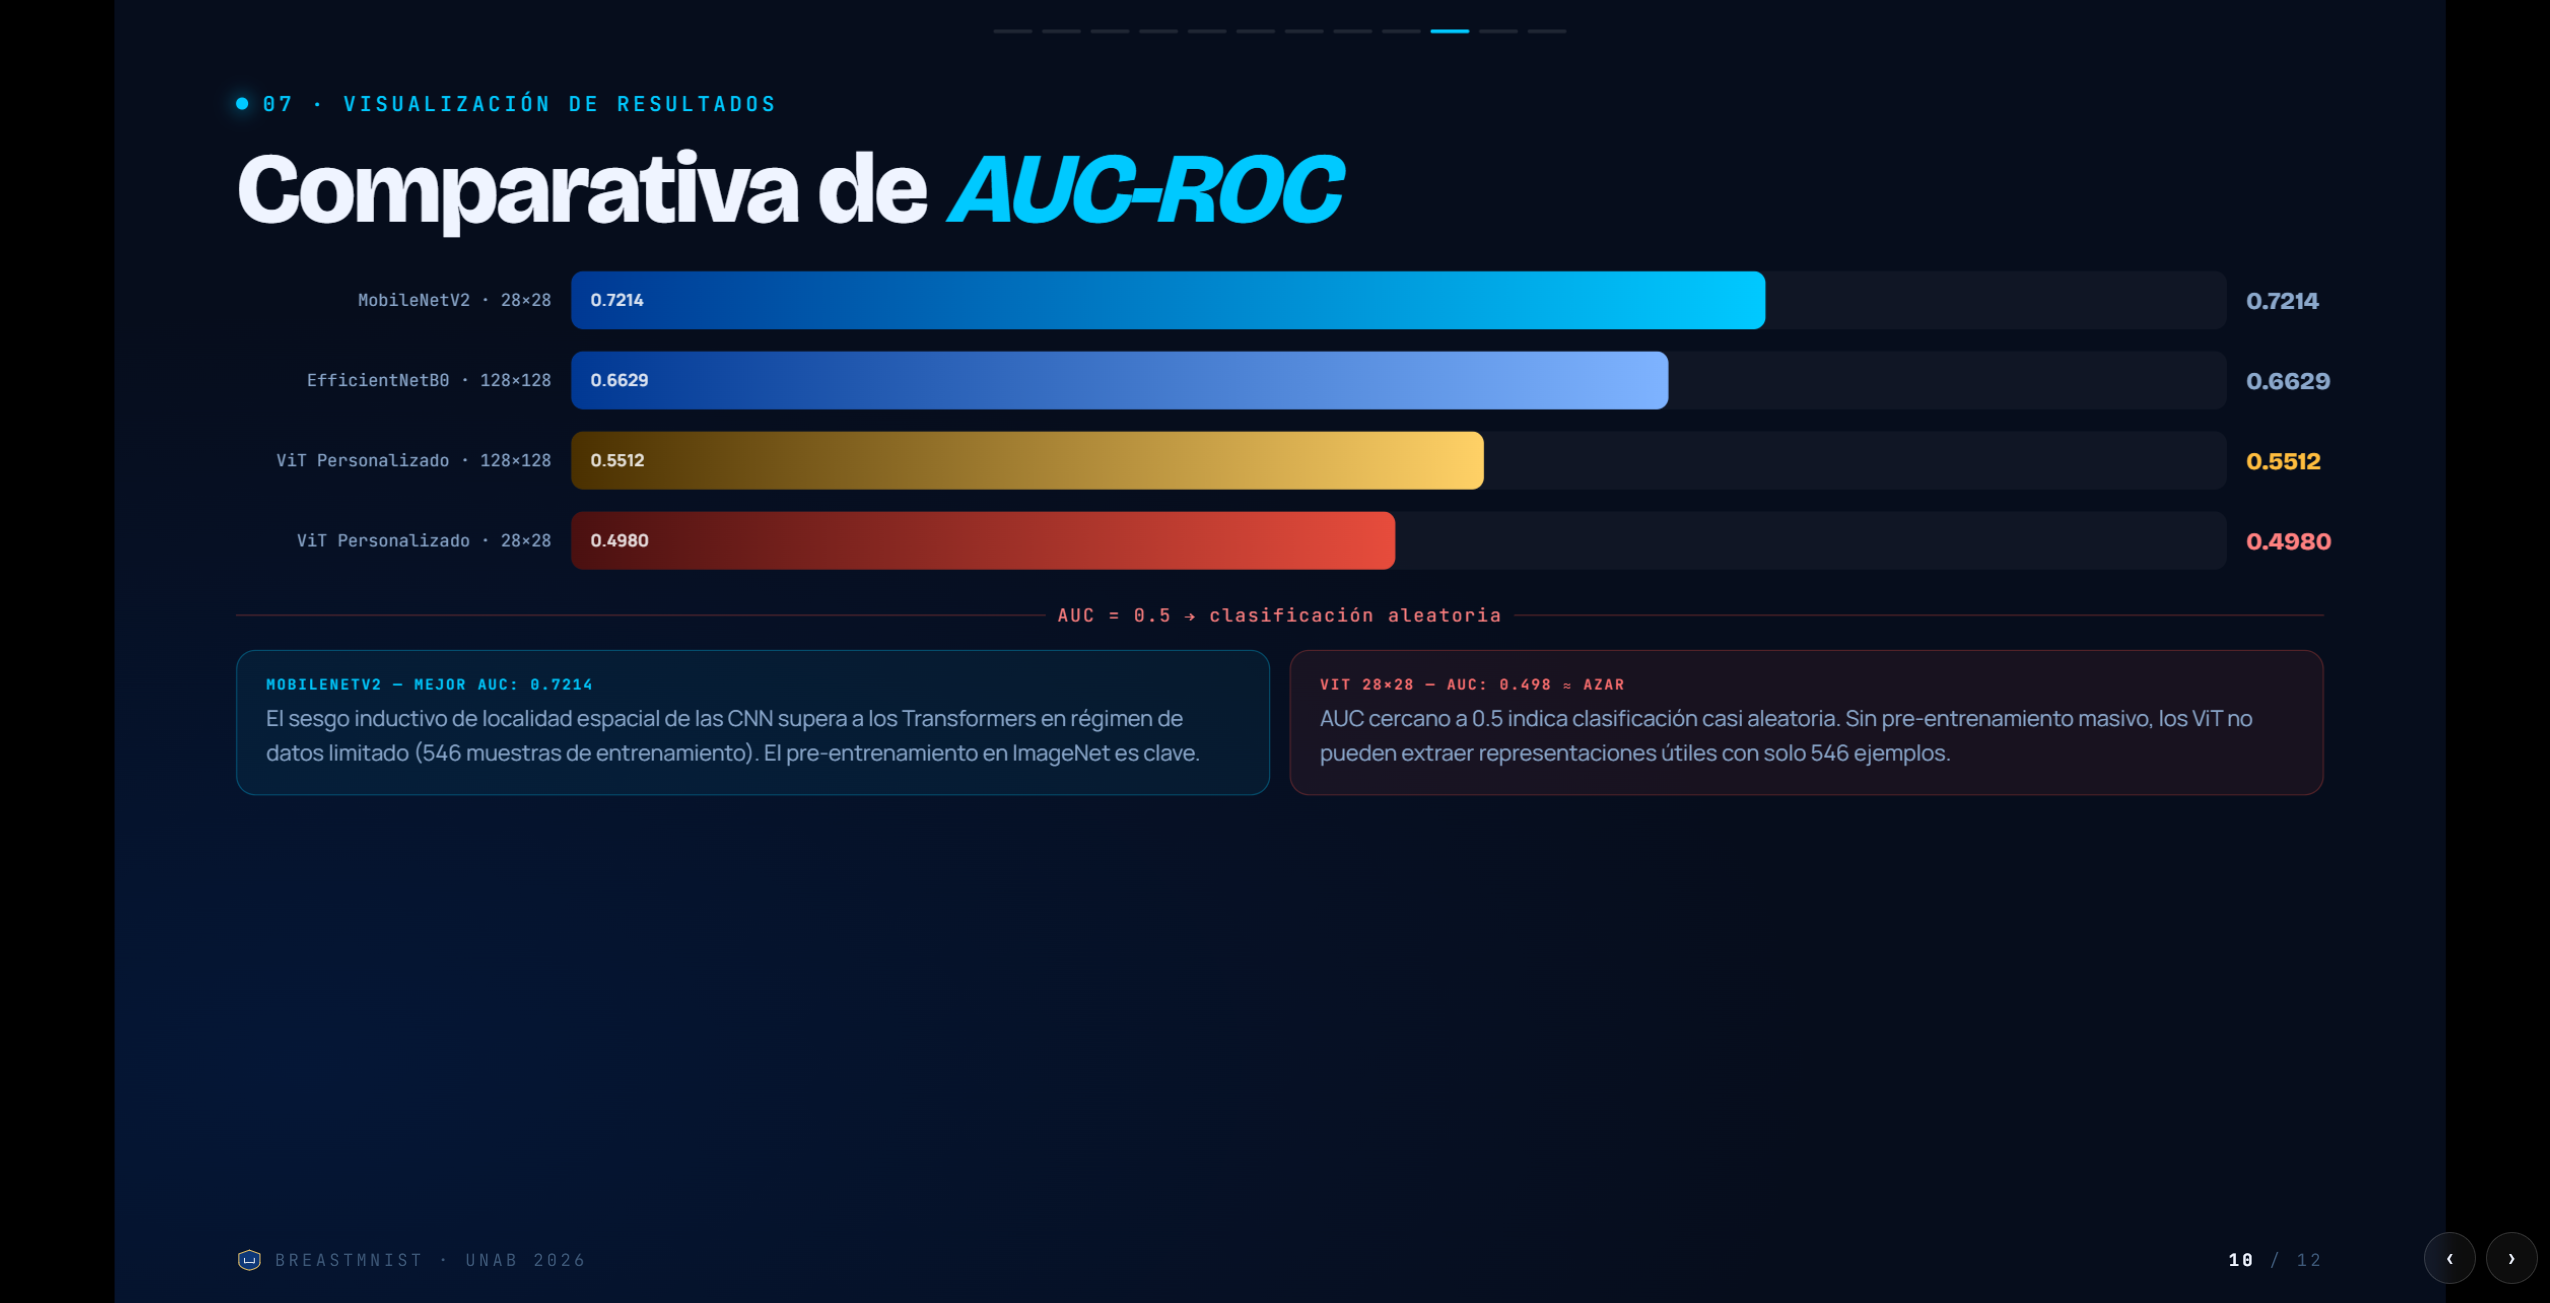 07 · VISUALIZACIÓN DE RESULTADOS
Comparativa de AUC-ROC
MobileNetV2 · 28×28 0.7214 0.7214
EfficientNetB0 · 128×128 0.6629 0.6629
ViT Personalizado · 128×128 0.5512 0.5512
ViT Personalizado · 28×28 0.4980 0.4980
AUC = 0.5 → clasificación aleatoria
MOBILENETV2 — MEJOR AUC: 0.7214
El sesgo inductivo de localidad espacial de las CNN supera a los Transformers en régimen de
datos limitado (546 muestras de entrenamiento). El pre-entrenamiento en ImageNet es clave.
VIT 28×28 — AUC: 0.498 ≈ AZAR
AUC cercano a 0.5 indica clasificación casi aleatoria. Sin pre-entrenamiento masivo, los ViT no
pueden extraer representaciones útiles con solo 546 ejemplos.
BREASTMNIST · UNAB 2026
10 / 12
‹ ›